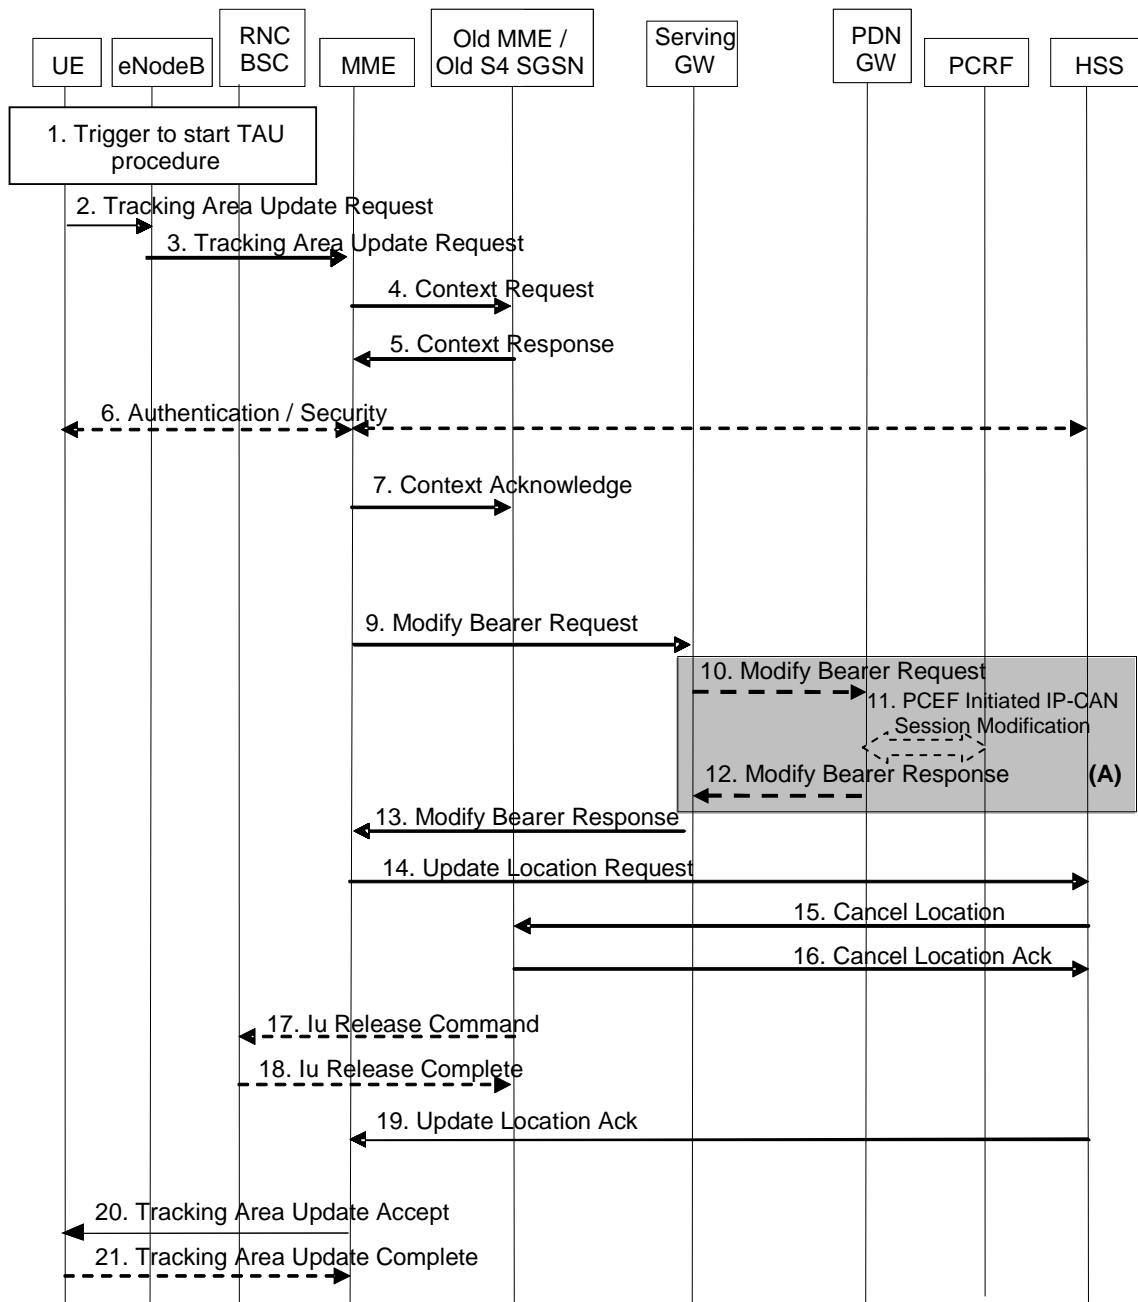 UE
eNodeB
RNC
BSC
MME
Old MME /
Old S4 SGSN
Serving
GW
PDN
GW
PCRF
HSS
1. Trigger to start TAU
procedure
2. Tracking Area Update Request
3. Tracking Area Update Request
4. Context Request
5. Context Response
6. Authentication / Security
7. Context Acknowledge
9. Modify Bearer Request
10. Modify Bearer Request
11. PCEF Initiated IP-CAN
Session Modification
12. Modify Bearer Response
(A)
13. Modify Bearer Response
14. Update Location Request
15. Cancel Location
16. Cancel Location Ack
17. Iu Release Command
18. Iu Release Complete
19. Update Location Ack
20. Tracking Area Update Accept
21. Tracking Area Update Complete